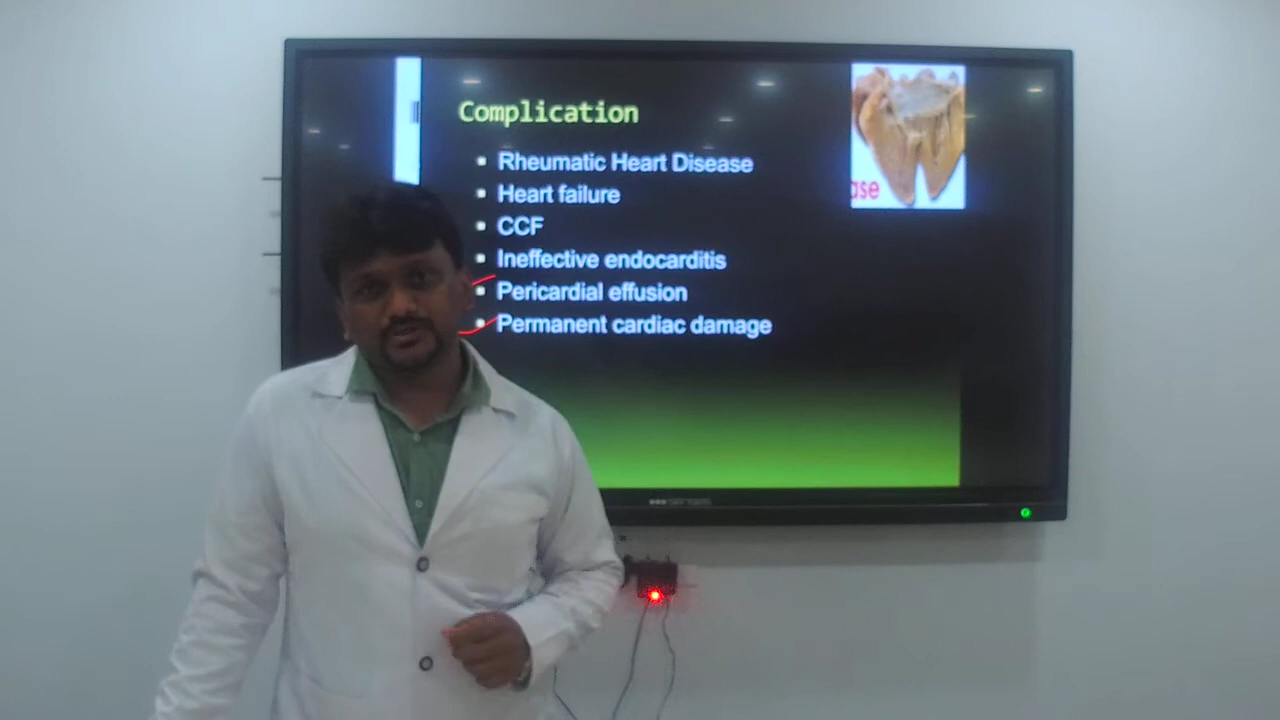 Complication
Rheumatic Heart Disease
Heart failure
CCF
Ineffective endocarditis
Pericardial effusion
Permanent cardiac damage
ase